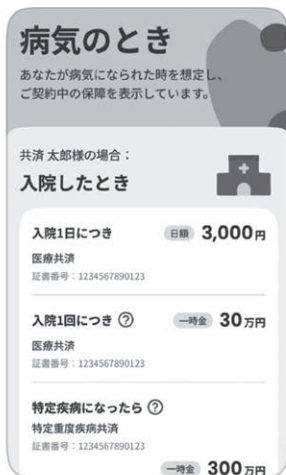 病気のとき
あなたが病気になられた時を想定し、
ご契約中の保障を表示しています。
共済 太郎様の場合：
入院したとき
入院1日につき 日額 3,000円
医療共済
証書番号：1234567890123
入院1回につき ? 一時金 30万円
医療共済
証書番号：1234567890123
特定疾病になったら ?
特定重度疾病共済
証書番号：1234567890123
一時金 300万円